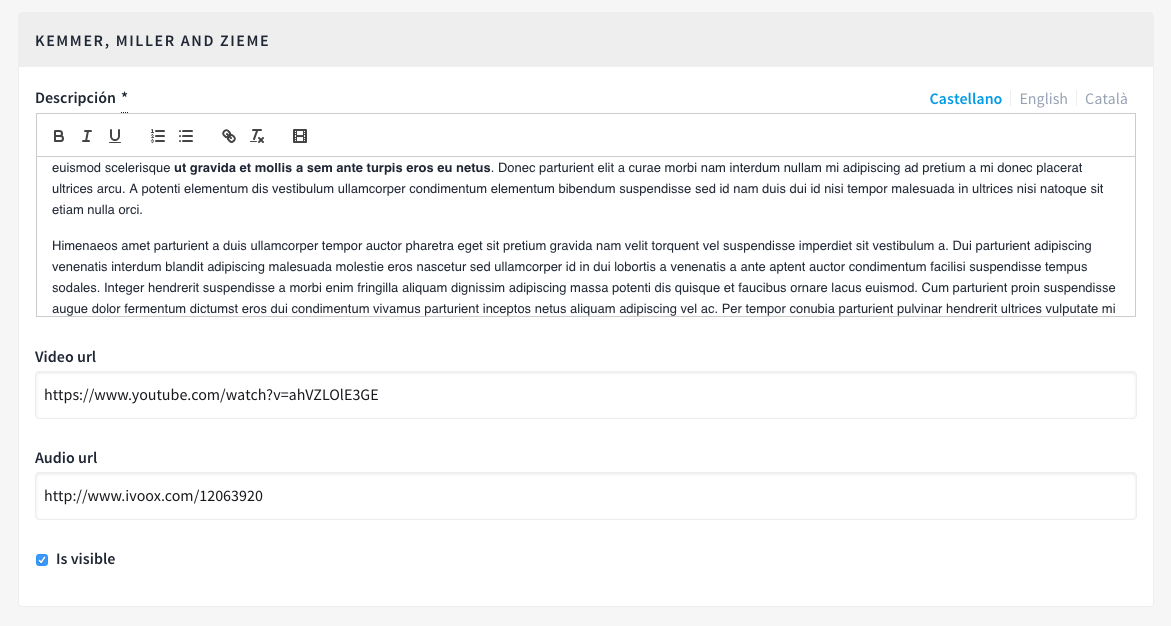 KEMMER, MILLER AND ZIEME
Descripción *
Castellano English Català
B I U
euismod scelerisque ut gravida et mollis a sem ante turpis eros eu netus. Donec parturient elit a curae morbi nam interdum nullam mi adipiscing ad pretium a mi donec placerat
ultrices arcu. A potenti elementum dis vestibulum ullamcorper condimentum elementum bibendum suspendisse sed id nam duis dui id nisi tempor malesuada in ultrices nisi natoque sit
etiam nulla orci.
Himenaeos amet parturient a duis ullamcorper tempor auctor pharetra eget sit pretium gravida nam velit torquent vel suspendisse imperdiet sit vestibulum a. Dui parturient adipiscing
venenatis interdum blandit adipiscing malesuada molestie eros nascetur sed ullamcorper id in dui lobortis a venenatis a ante aptent auctor condimentum facilisi suspendisse tempus
sodales. Integer hendrerit suspendisse a morbi enim fringilla aliquam dignissim adipiscing massa potenti dis quisque et faucibus ornare lacus euismod. Cum parturient proin suspendisse
augue dolor fermentum dictumst eros dui condimentum vivamus parturient inceptos netus aliquam adipiscing vel ac. Per tempor conubia parturient pulvinar hendrerit ultrices vulputate mi
Video url
https://www.youtube.com/watch?v=ahVZLOlE3GE
Audio url
http://www.ivoox.com/12063920
Is visible